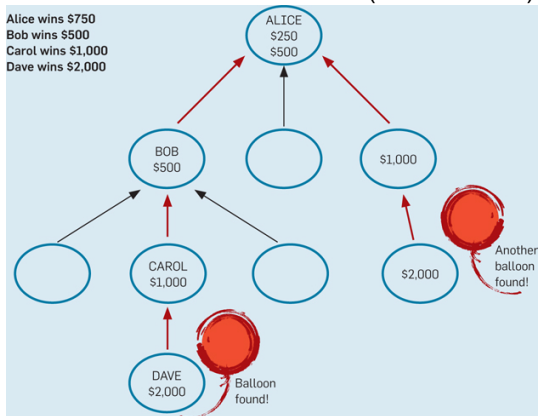 Alice wins $750
Bob wins $500
Carol wins $1,000
Dave wins $2,000
ALICE
$250
$500
BOB
$500
$1,000
CAROL
$1,000
$2,000
Another
balloon
found!
DAVE
$2,000
Balloon
found!